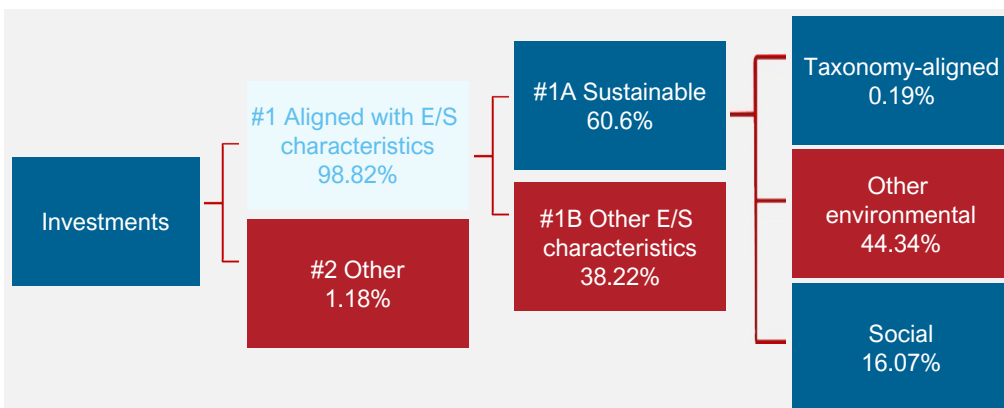 Investments
#1 Aligned with E/S
characteristics
98.82%
#2 Other
1.18%
#1A Sustainable
60.6%
#1B Other E/S
characteristics
38.22%
Taxonomy-aligned
0.19%
Other
environmental
44.34%
Social
16.07%